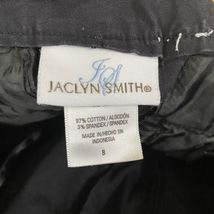 JS
JACLYN SMITH®
97% COTTON / ALGODÓN
3% SPANDEX / SPANDEX
MADE IN/HECHO EN
INDONESIA
8